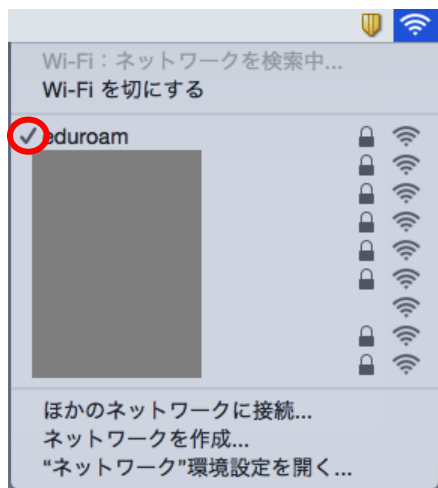 Wi-Fi：ネットワークを検索中...
Wi-Fi を切にする
eduroam
ほかのネットワークに接続...
ネットワークを作成...
“ネットワーク”環境設定を開く...